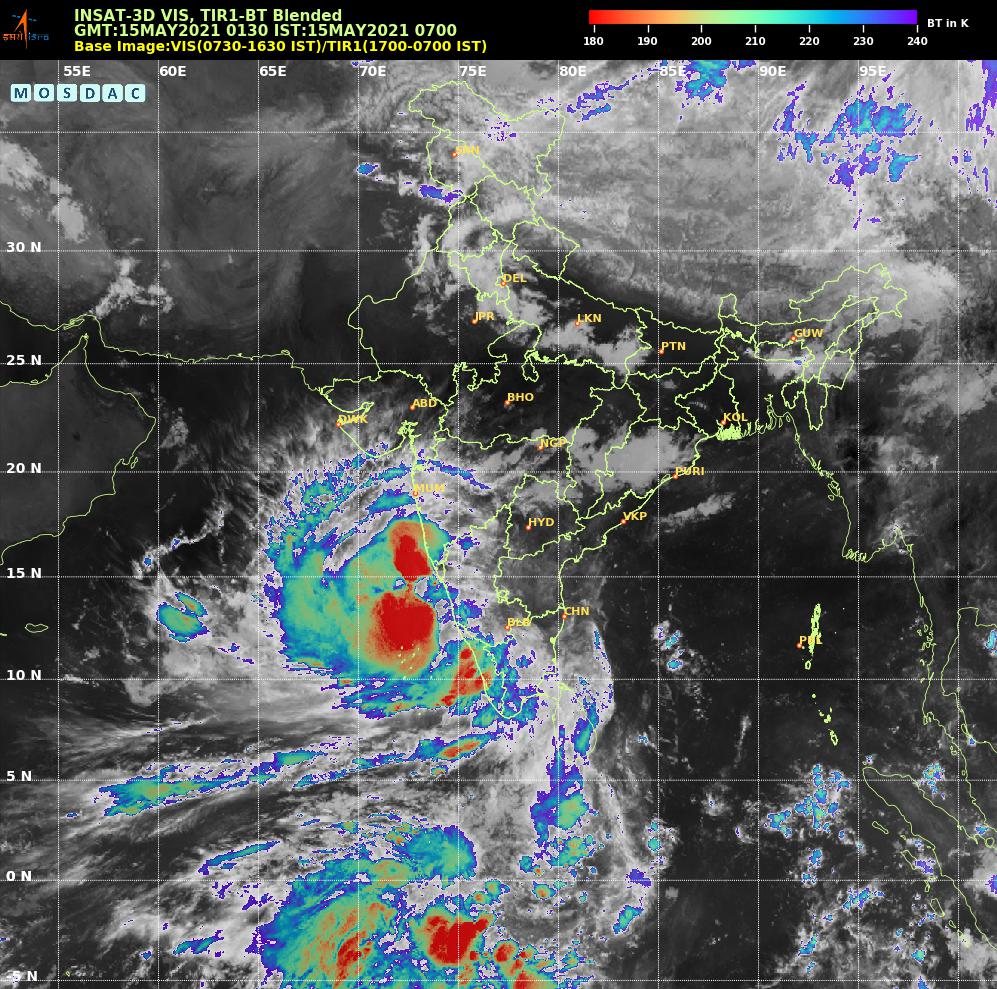 INSAT-3D VIS, TIR1-BT Blended
GMT:15MAY2021 0130 IST:15MAY2021 0700
Base Image:VIS(0730-1630 IST)/TIR1(1700-0700 IST)
BT in K
180 190 200 210 220 230 240
55E 60E 65E 70E 75E 80E 85E 90E 95E
MOSDAC
SRN
30 N
DEL
JPR
LKN
GUW
PTN
25 N
BHO
ABD
DWK
KOL
NGP
20 N
PURI
MUM
VKP
HYD
15 N
CHN
BLB
PBL
10 N
5 N
0 N
-5 N